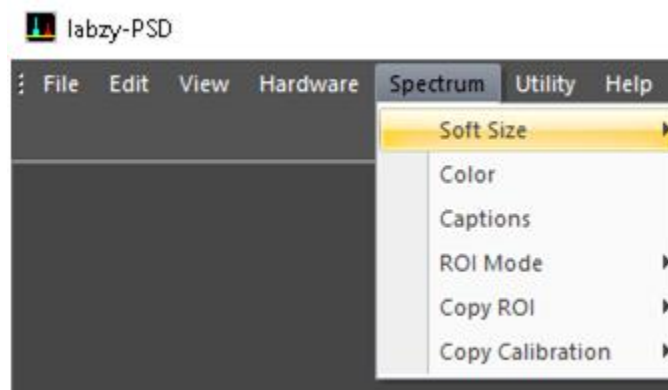 labzy-PSD
File Edit View Hardware Spectrum Utility Help
Soft Size
Color
Captions
ROI Mode
Copy ROI
Copy Calibration